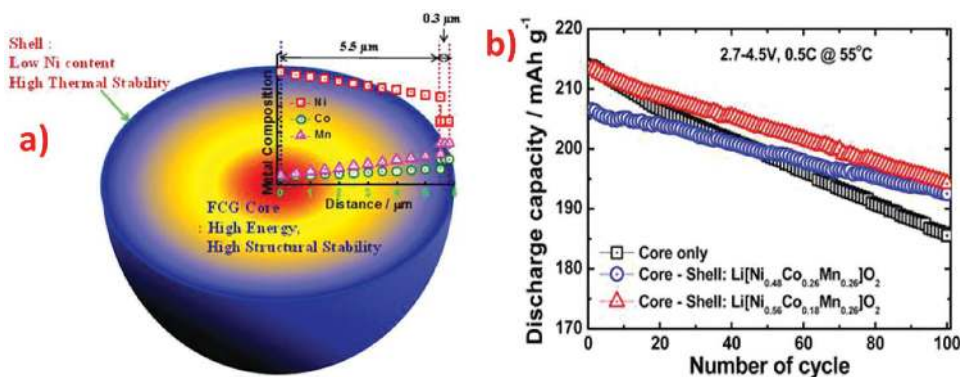 a)
Shell :
Low Ni content
High Thermal Stability
5.5 µm
0.3 µm
Metal Composition
Ni
Co
Mn
0 1 2
Distance / µm
FCG Core
: High Energy,
High Structural Stability
b)
2.7-4.5V, 0.5C @ 55°C
Discharge capacity / mAh g⁻¹
220
210
200
190
180
170
Core only
Core - Shell: Li[Ni₀.₄₈Co₀.₂₆Mn₀.₂₆]O₂
Core - Shell: Li[Ni₀.₅₆Co₀.₁₈Mn₀.₂₆]O₂
0 20 40 60 80 100
Number of cycle